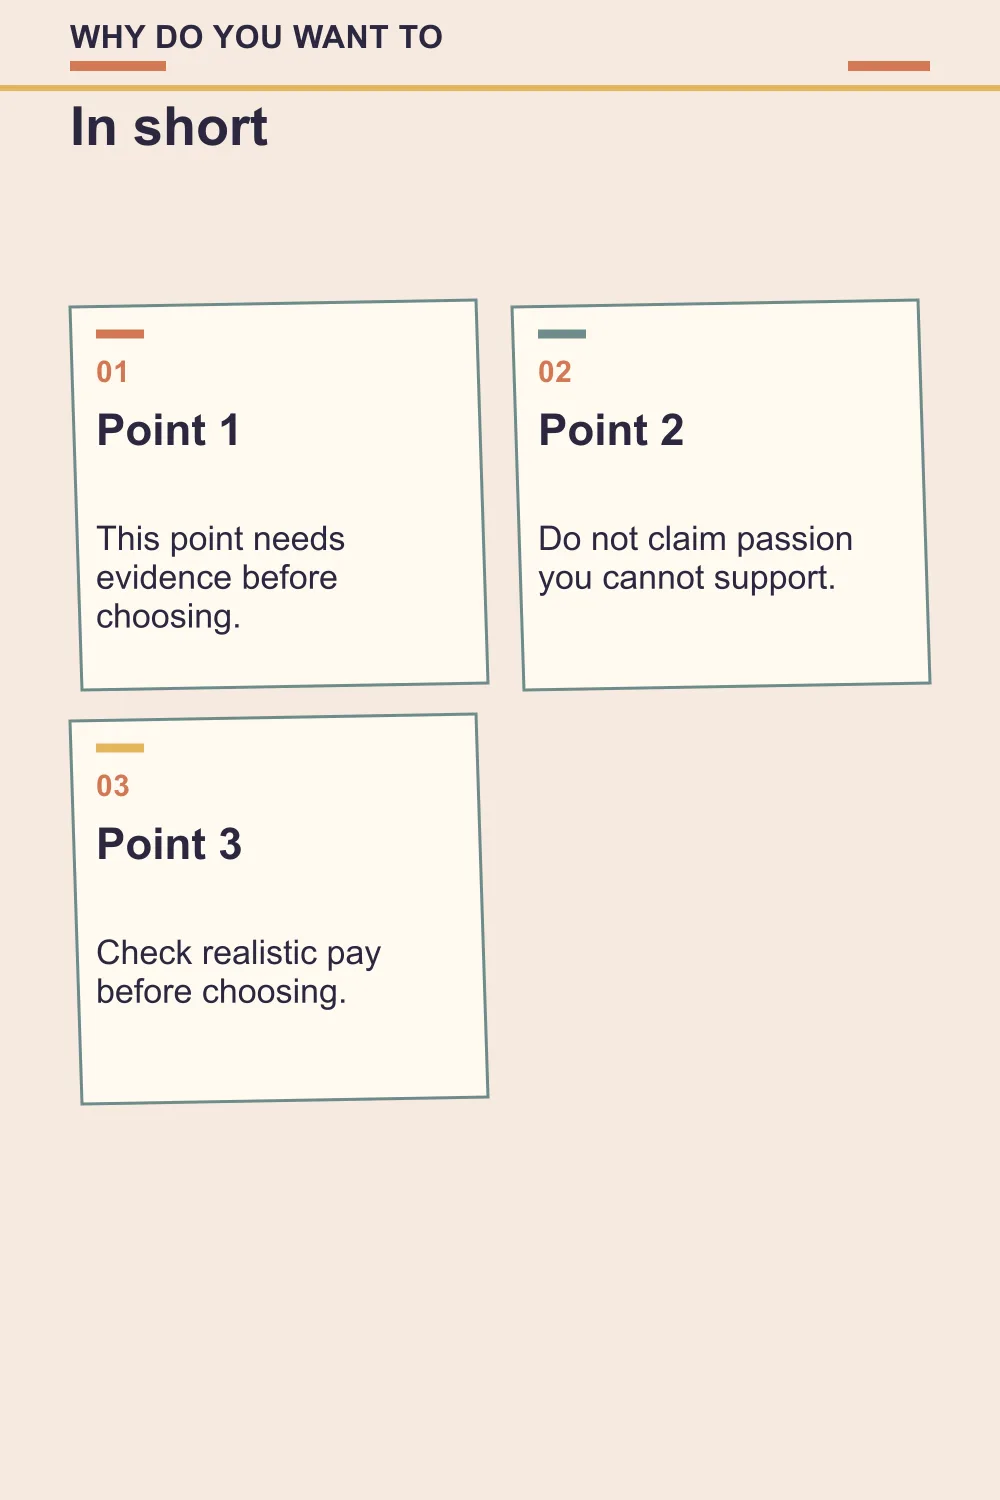 WHY DO YOU WANT TO
In short
01
Point 1
This point needs
evidence before
choosing.
02
Point 2
Do not claim passion
you cannot support.
03
Point 3
Check realistic pay
before choosing.